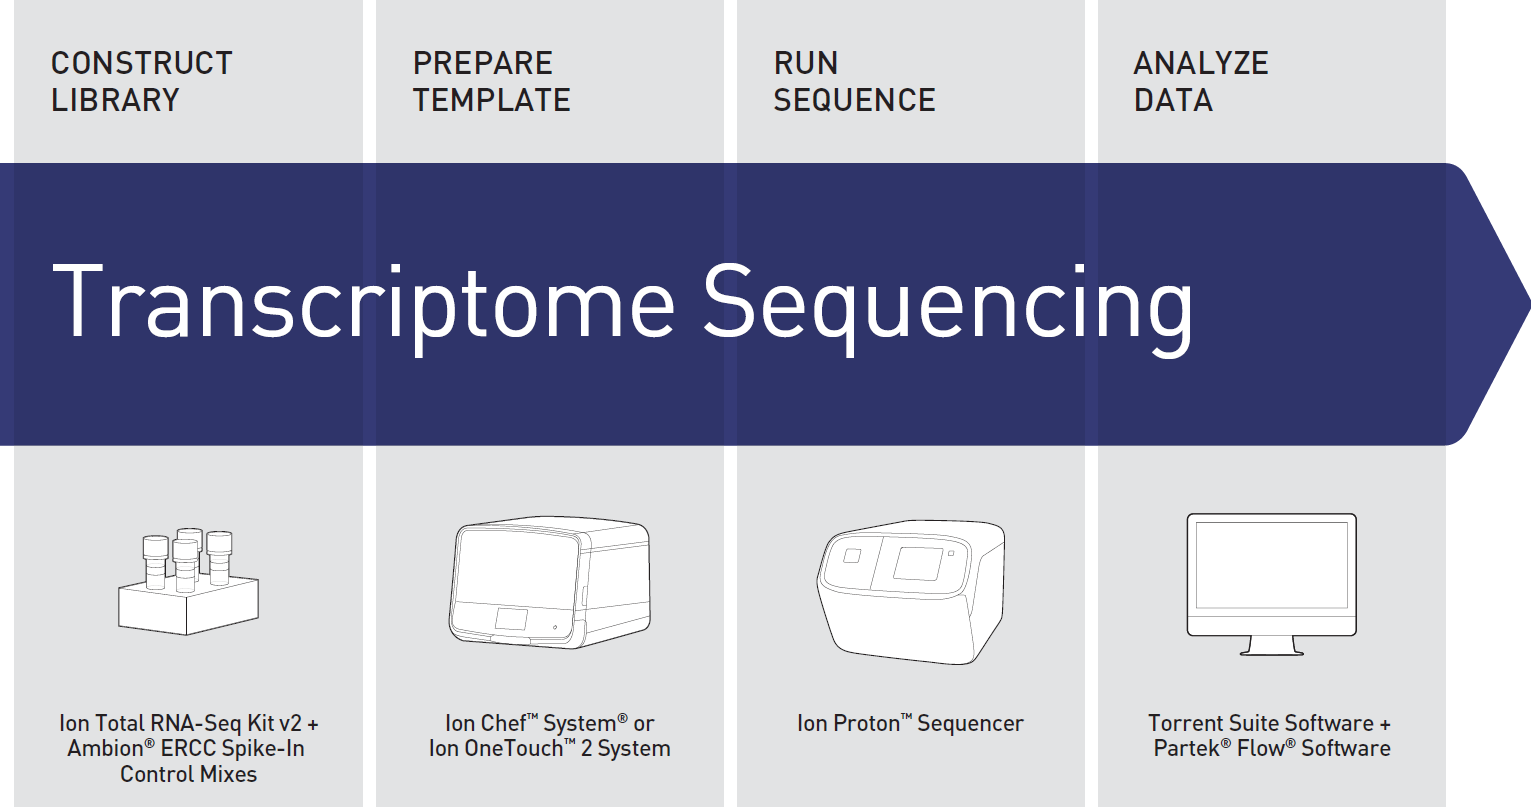 CONSTRUCT
LIBRARY
PREPARE
TEMPLATE
RUN
SEQUENCE
ANALYZE
DATA
Transcriptome Sequencing
Ion Total RNA-Seq Kit v2 +
Ambion® ERCC Spike-In
Control Mixes
Ion Chef™ System® or
Ion OneTouch™ 2 System
Ion Proton™ Sequencer
Torrent Suite Software +
Partek® Flow® Software